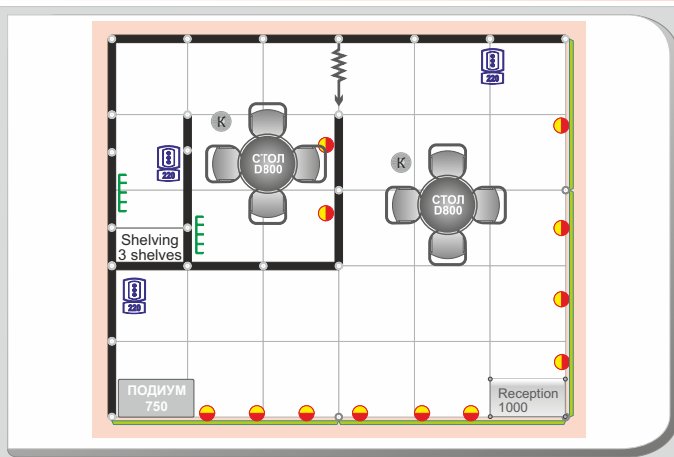 220
K
СТОЛ
D800
K
220
СТОЛ
D800
Shelving
3 shelves
220
ПОДИУМ
750
Reception
1000